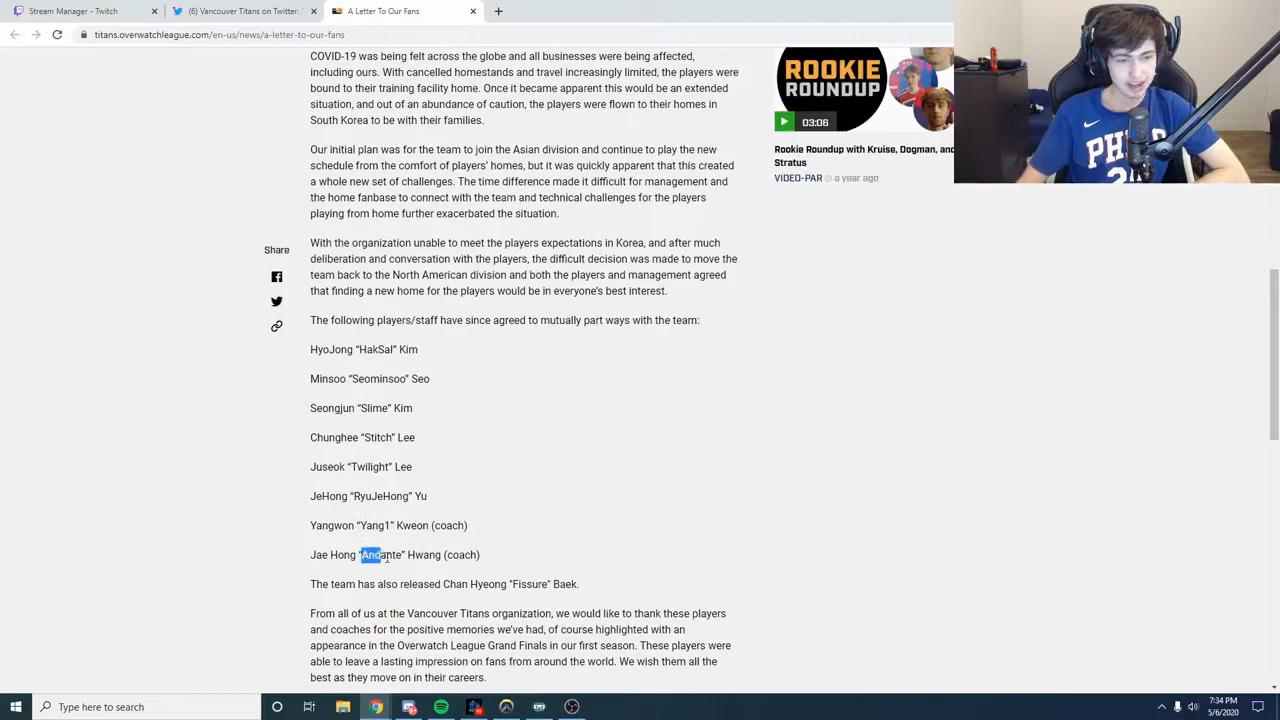 Stream Manager - Twitch
(6) Vancouver Titans on Twitter:
A Letter To Our Fans
titans.overwatchleague.com/en-us/news/a-letter-to-our-fans
COVID-19 was being felt across the globe and all businesses were being affected,
including ours. With cancelled homestands and travel increasingly limited, the players were
bound to their training facility home. Once it became apparent this would be an extended
situation, and out of an abundance of caution, the players were flown to their homes in
South Korea to be with their families.
Our initial plan was for the team to join the Asian division and continue to play the new
schedule from the comfort of players' homes, but it was quickly apparent that this created
a whole new set of challenges. The time difference made it difficult for management and
the home fanbase to connect with the team and technical challenges for the players
playing from home further exacerbated the situation.
With the organization unable to meet the players expectations in Korea, and after much
deliberation and conversation with the players, the difficult decision was made to move the
team back to the North American division and both the players and management agreed
that finding a new home for the players would be in everyone's best interest.
The following players/staff have since agreed to mutually part ways with the team:
HyoJong “HakSal” Kim
Minsoo “Seominsoo” Seo
Seongjun “Slime” Kim
Chunghee “Stitch” Lee
Juseok “Twilight” Lee
JeHong “RyuJeHong” Yu
Yangwon “Yang1” Kweon (coach)
Jae Hong “Andante” Hwang (coach)
The team has also released Chan Hyeong "Fissure" Baek.
From all of us at the Vancouver Titans organization, we would like to thank these players
and coaches for the positive memories we've had, of course highlighted with an
appearance in the Overwatch League Grand Finals in our first season. These players were
able to leave a lasting impression on fans from around the world. We wish them all the
best as they move on in their careers.
Share
ROOKIE
ROUNDUP
03:06
Rookie Roundup with Kruise, Dogman, and
Stratus
VIDEO-PAR
a year ago
Type here to search
7:34 PM
5/6/2020